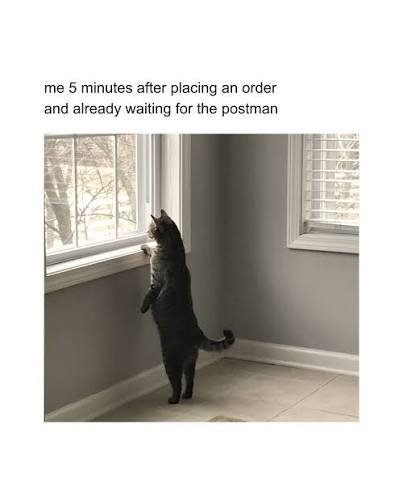 me 5 minutes after placing an order
and already waiting for the postman